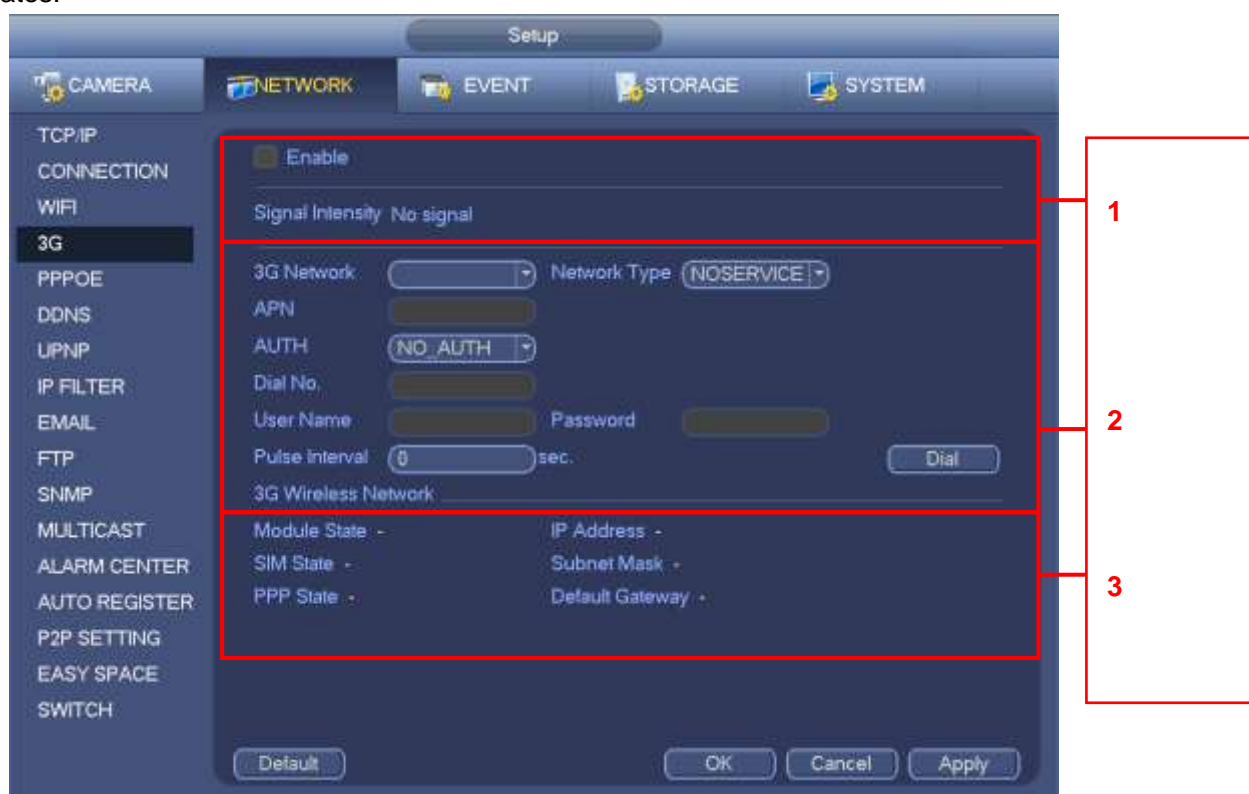 Setup
CAMERA NETWORK EVENT STORAGE SYSTEM
TCP/IP
CONNECTION
WIFI
3G
PPPOE
DDNS
UPNP
IP FILTER
EMAIL
FTP
SNMP
MULTICAST
ALARM CENTER
AUTO REGISTER
P2P SETTING
EASY SPACE
SWITCH
Enable
Signal Intensity No signal
3G Network Network Type NOSERVICE
APN
AUTH NO_AUTH
Dial No.
User Name Password
Pulse Interval 0 sec. Dial
3G Wireless Network
Module State - IP Address -
SIM State - Subnet Mask -
PPP State - Default Gateway -
Default OK Cancel Apply
1
2
3